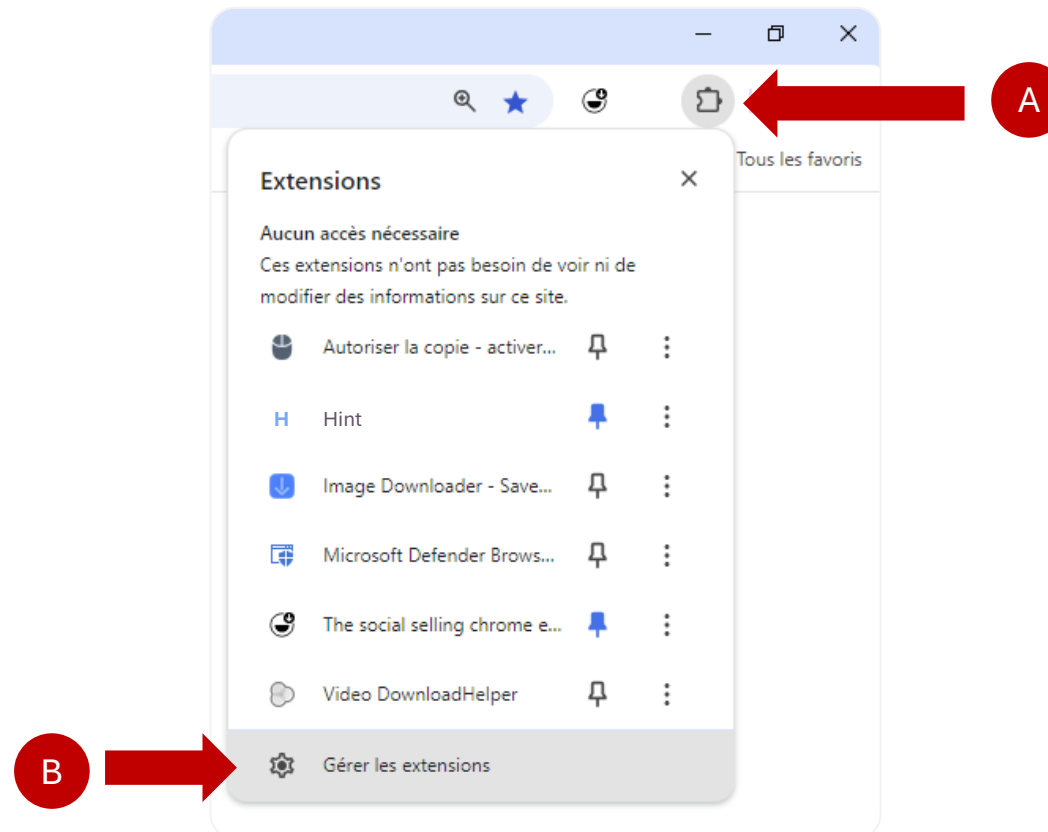 A
Tous les favoris
Extensions
Aucun accès nécessaire
Ces extensions n'ont pas besoin de voir ni de
modifier des informations sur ce site.
Autoriser la copie - activer...
H Hint
Image Downloader - Save...
Microsoft Defender Brows...
The social selling chrome e...
Video DownloadHelper
B
Gérer les extensions